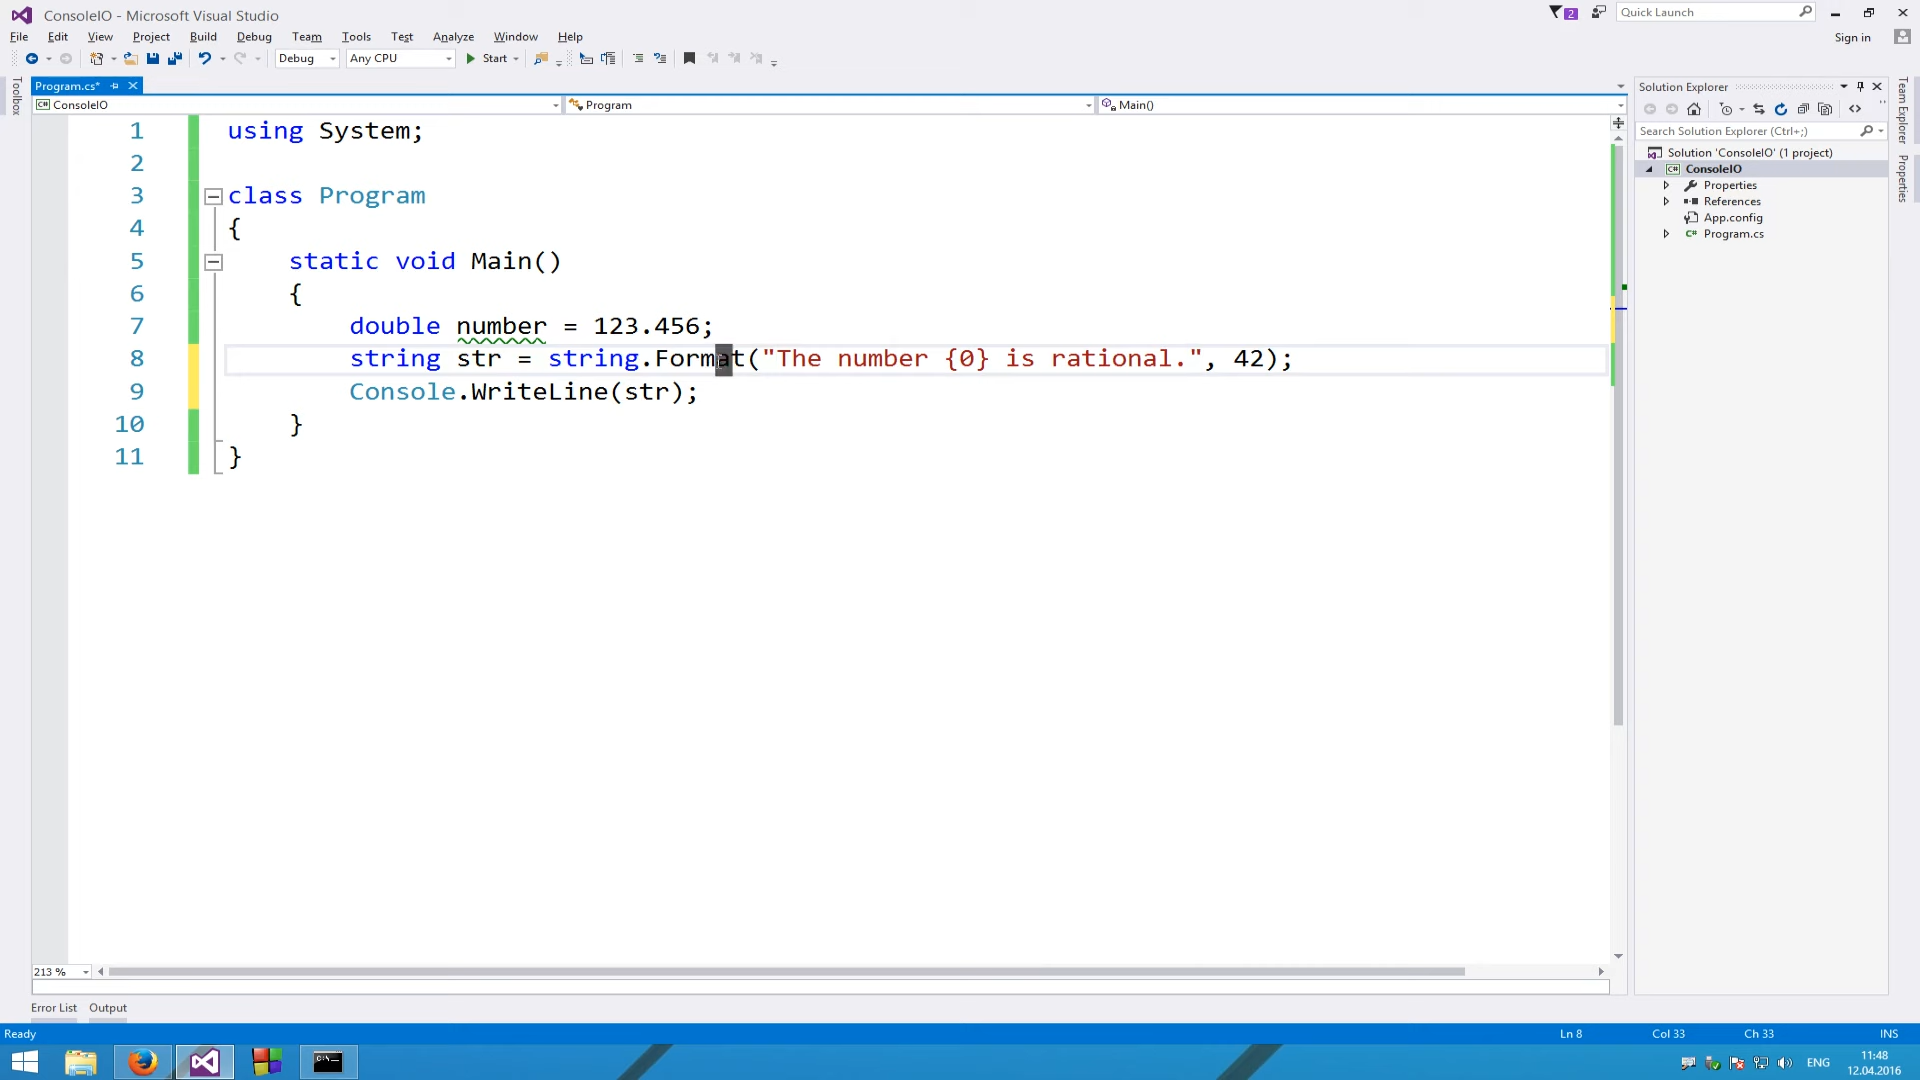 ConsoleIO - Microsoft Visual Studio
2
Quick Launch
File Edit View Project Build Debug Team Tools Test Analyze Window Help
Sign in
Debug Any CPU Start
Toolbox
Program.cs*
ConsoleIO Program Main()
1 using System;
2
3 class Program
4 {
5 static void Main()
6 {
7 double number = 123.456;
8 string str = string.Format("The number {0} is rational.", 42);
9 Console.WriteLine(str);
10 }
11 }
213 %
Solution Explorer
Search Solution Explorer (Ctrl+;)
Solution 'ConsoleIO' (1 project)
ConsoleIO
Properties
References
App.config
Program.cs
Team Explorer
Properties
Error List Output
Ready
Ln 8 Col 33 Ch 33 INS
ENG
11:48
12.04.2016